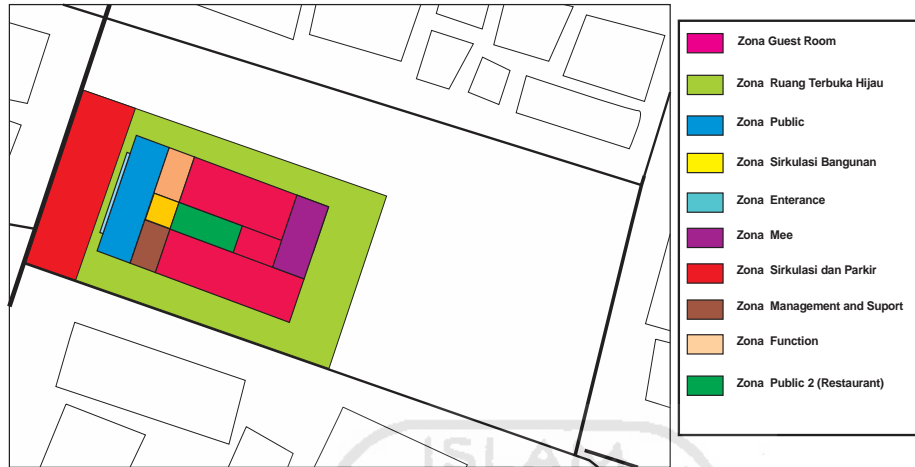 Zona Guest Room
Zona Ruang Terbuka Hijau
Zona Public
Zona Sirkulasi Bangunan
Zona Enterance
Zona Mee
Zona Sirkulasi dan Parkir
Zona Management and Suport
Zona Function
Zona Public 2 (Restaurant)
ISLAM